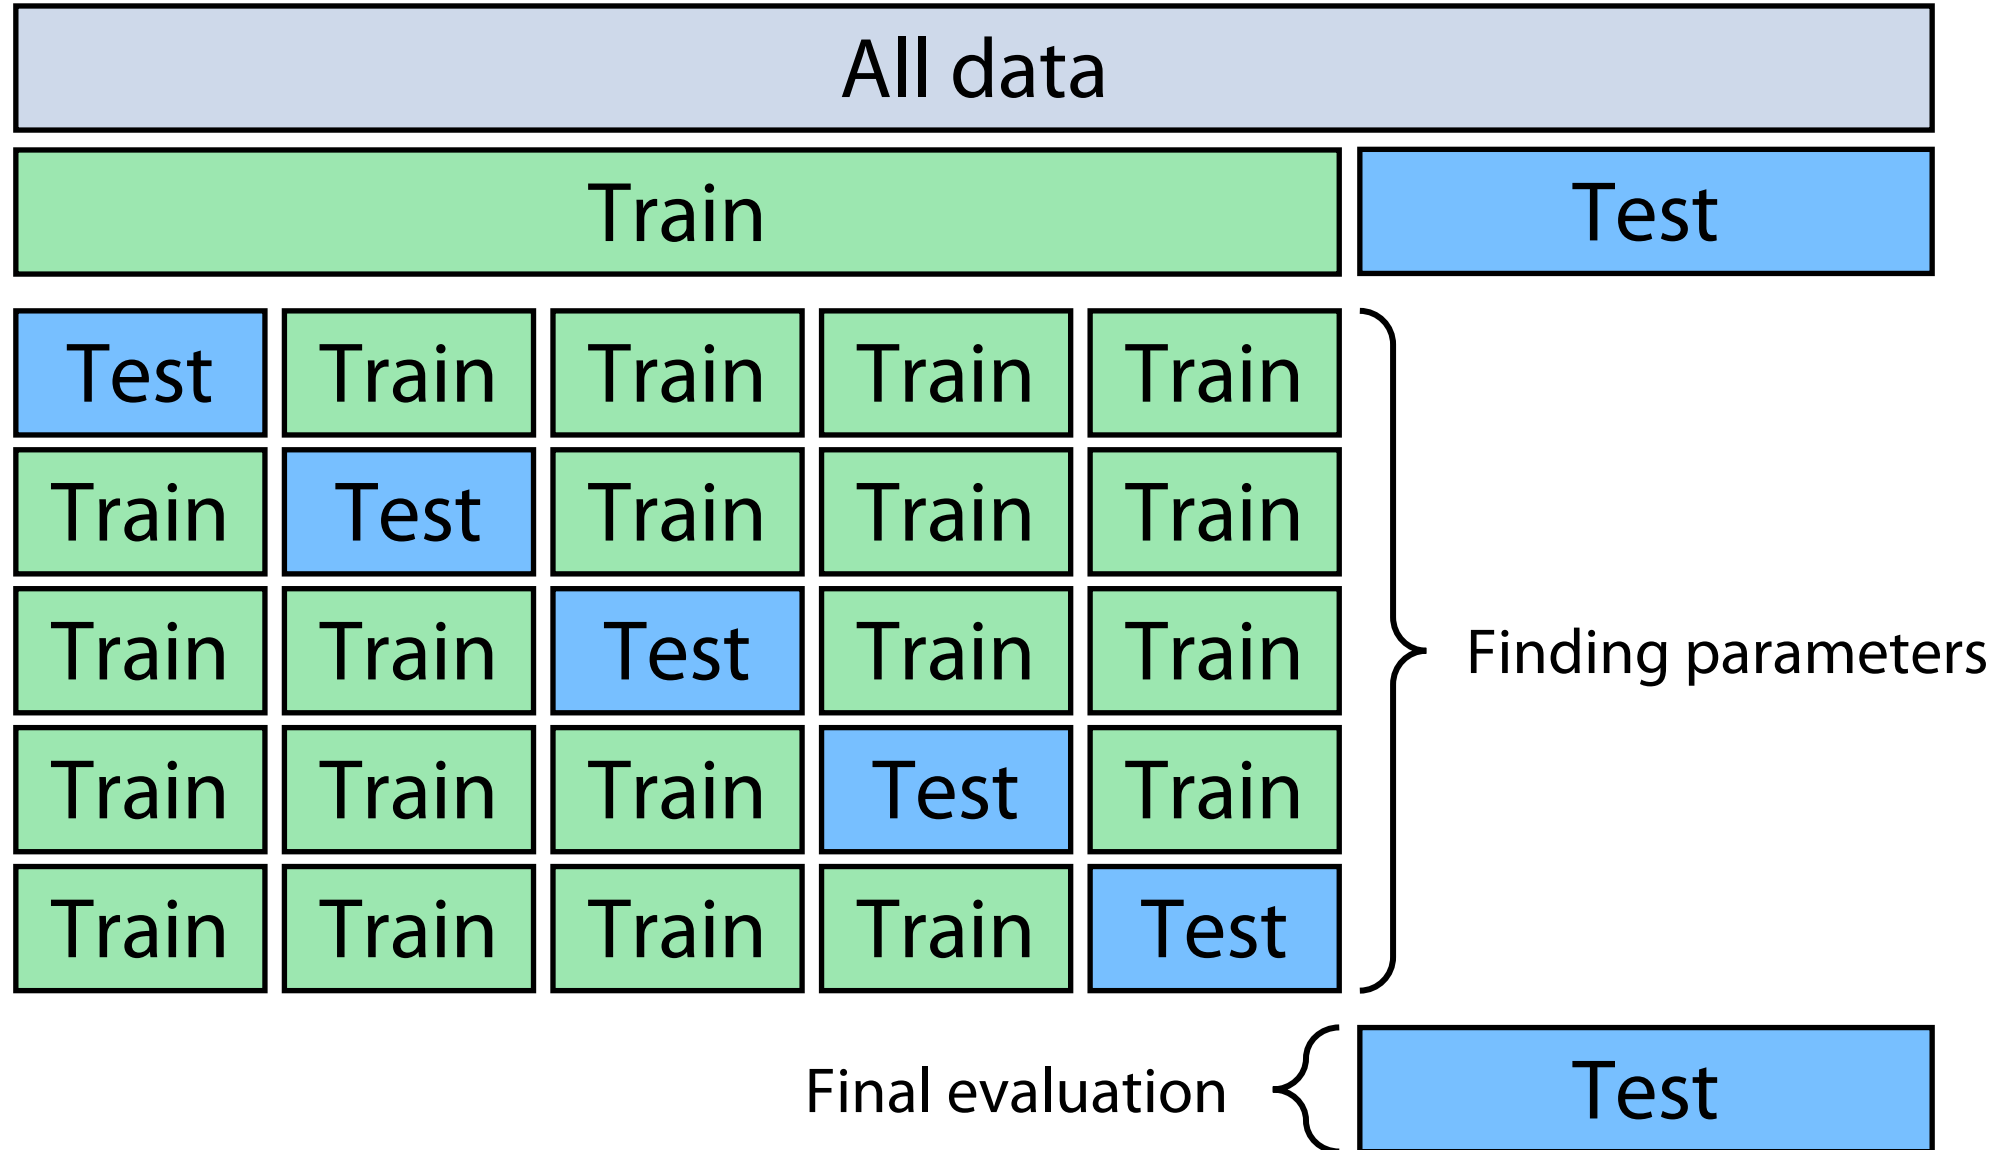 All data
Train Test
Test Train Train Train Train
Train Test Train Train Train
Train Train Test Train Train
Finding parameters
Train Train Train Test Train
Train Train Train Train Test
Final evaluation Test